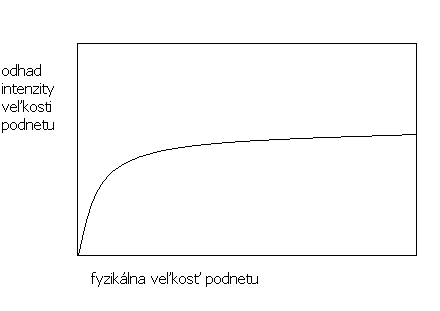 odhad
intenzity
veľkosti
podnetu
fyzikálna veľkosť podnetu